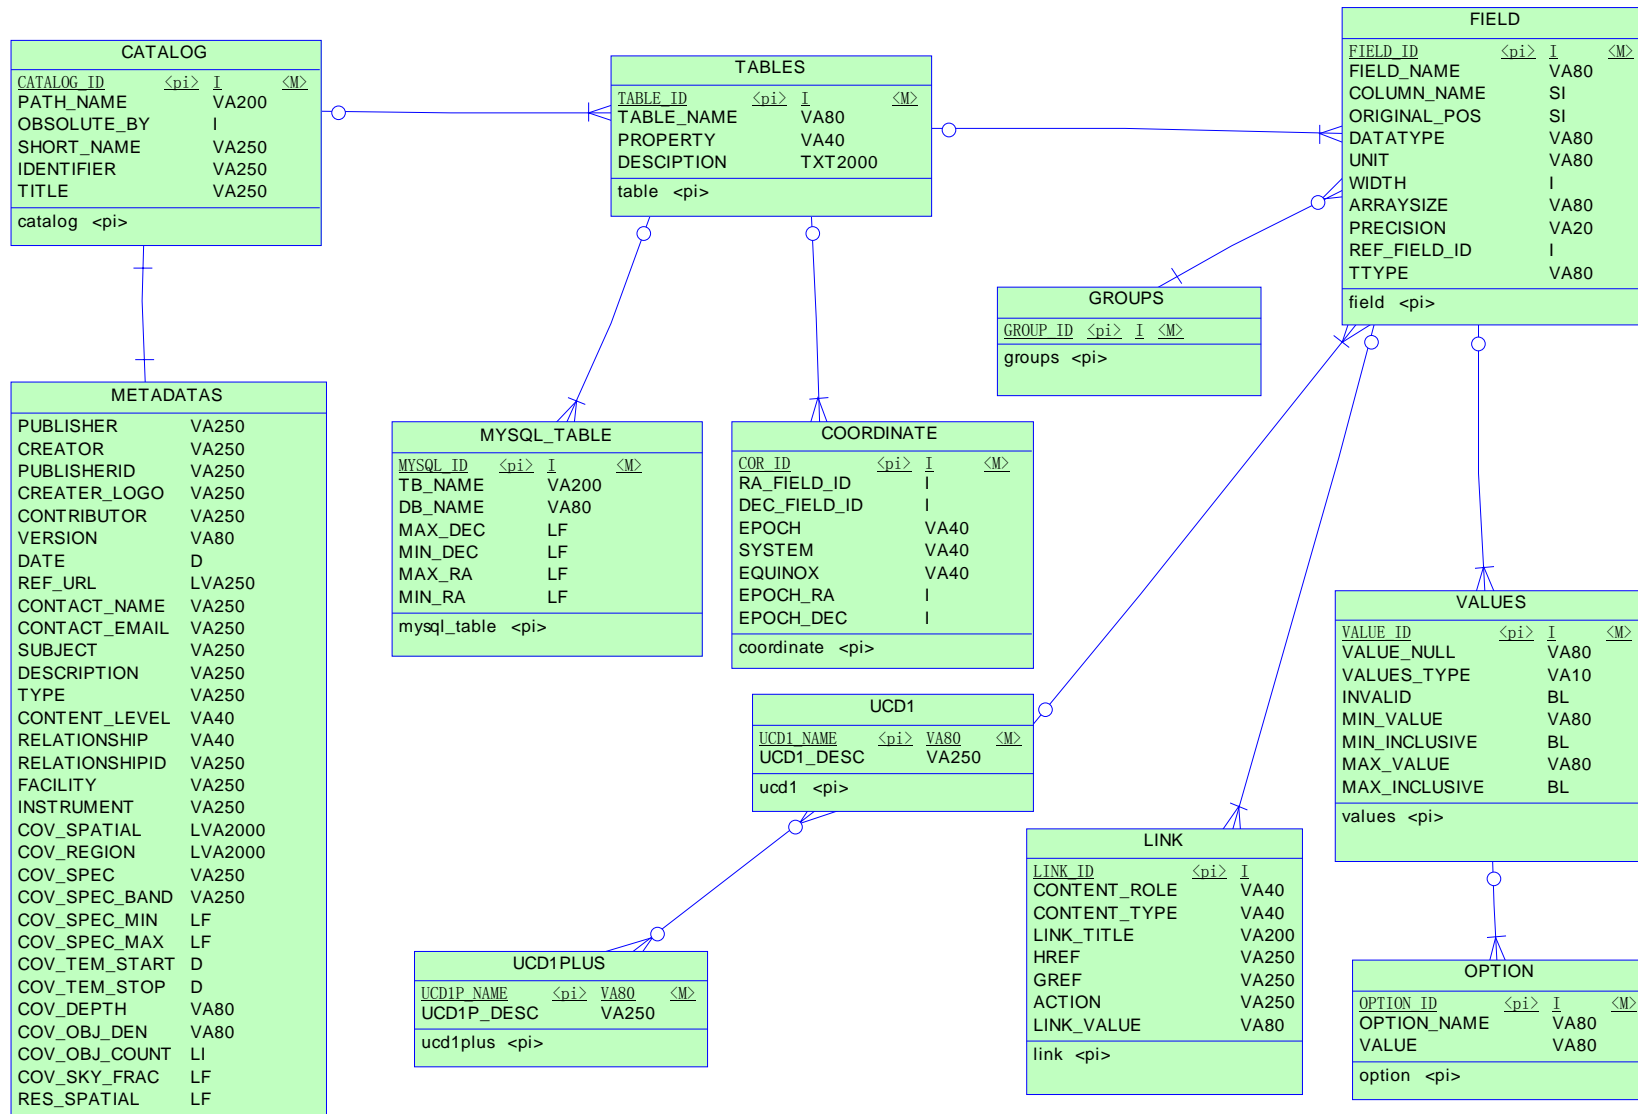 CATALOG
CATALOG_ID <pi> I <M>
PATH_NAME VA200
OBSOLUTE_BY I
SHORT_NAME VA250
IDENTIFIER VA250
TITLE VA250
catalog <pi>
TABLES
TABLE_ID <pi> I <M>
TABLE_NAME VA80
PROPERTY VA40
DESCIPTION TXT2000
table <pi>
FIELD
FIELD_ID <pi> I <M>
FIELD_NAME VA80
COLUMN_NAME SI
ORIGINAL_POS SI
DATATYPE VA80
UNIT VA80
WIDTH I
ARRAYSIZE VA80
PRECISION VA20
REF_FIELD_ID I
TTYPE VA80
field <pi>
GROUPS
GROUP_ID <pi> I <M>
groups <pi>
METADATAS
PUBLISHER VA250
CREATOR VA250
PUBLISHERID VA250
CREATER_LOGO VA250
CONTRIBUTOR VA250
VERSION VA80
DATE D
REF_URL LVA250
CONTACT_NAME VA250
CONTACT_EMAIL VA250
SUBJECT VA250
DESCRIPTION VA250
TYPE VA250
CONTENT_LEVEL VA40
RELATIONSHIP VA40
RELATIONSHIPID VA250
FACILITY VA250
INSTRUMENT VA250
COV_SPATIAL LVA2000
COV_REGION LVA2000
COV_SPEC VA250
COV_SPEC_BAND VA250
COV_SPEC_MIN LF
COV_SPEC_MAX LF
COV_TEM_START D
COV_TEM_STOP D
COV_DEPTH VA80
COV_OBJ_DEN VA80
COV_OBJ_COUNT LI
COV_SKY_FRAC LF
RES_SPATIAL LF
MYSQL_TABLE
MYSQL_ID <pi> I <M>
TB_NAME VA200
DB_NAME VA80
MAX_DEC LF
MIN_DEC LF
MAX_RA LF
MIN_RA LF
mysql_table <pi>
COORDINATE
COR_ID <pi> I <M>
RA_FIELD_ID I
DEC_FIELD_ID I
EPOCH VA40
SYSTEM VA40
EQUINOX VA40
EPOCH_RA I
EPOCH_DEC I
coordinate <pi>
VALUES
VALUE_ID <pi> I <M>
VALUE_NULL VA80
VALUES_TYPE VA10
INVALID BL
MIN_VALUE VA80
MIN_INCLUSIVE BL
MAX_VALUE VA80
MAX_INCLUSIVE BL
values <pi>
UCD1
UCD1_NAME <pi> VA80 <M>
UCD1_DESC VA250
ucd1 <pi>
LINK
LINK_ID <pi> I
CONTENT_ROLE VA40
CONTENT_TYPE VA40
LINK_TITLE VA200
HREF VA250
GREF VA250
ACTION VA250
LINK_VALUE VA80
link <pi>
UCD1PLUS
UCD1P_NAME <pi> VA80 <M>
UCD1P_DESC VA250
ucd1plus <pi>
OPTION
OPTION_ID <pi> I <M>
OPTION_NAME VA80
VALUE VA80
option <pi>